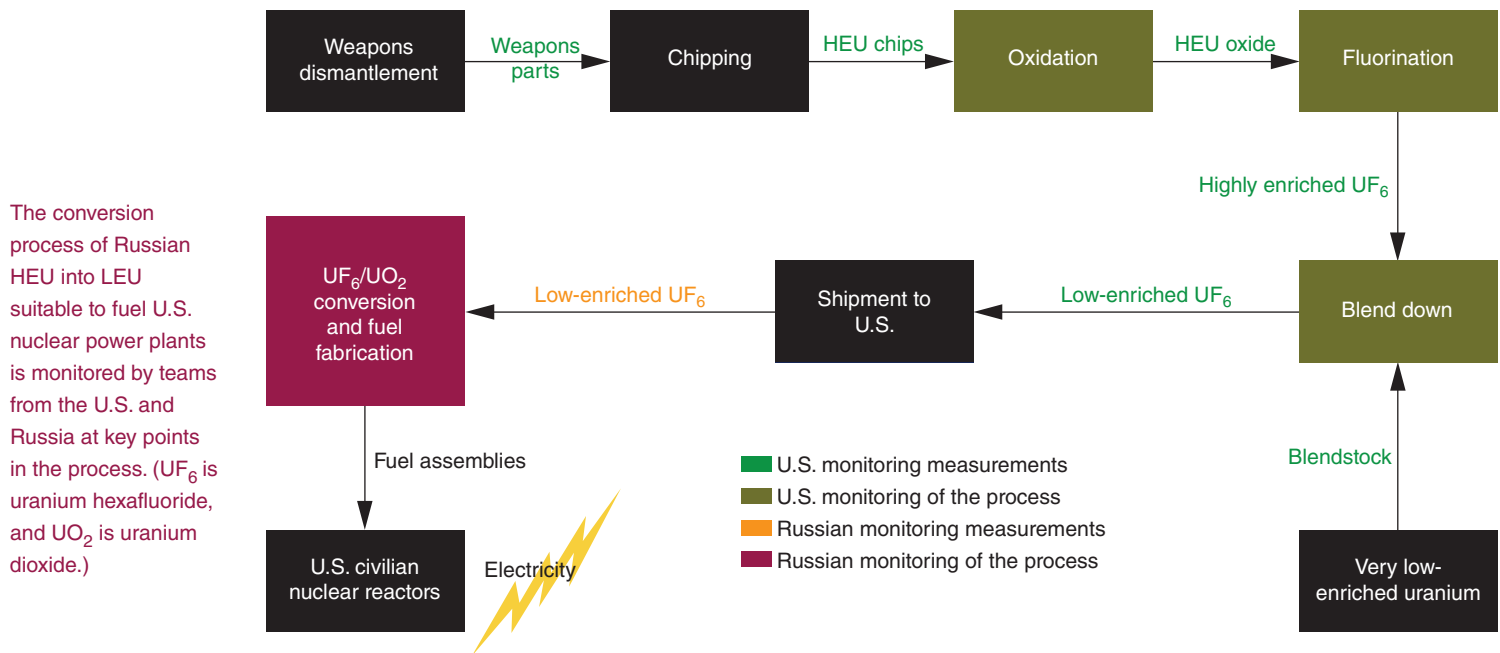 Weapons
dismantlement
Weapons
parts
Chipping
HEU chips
Oxidation
HEU oxide
Fluorination
Highly enriched UF6
The conversion
process of Russian
HEU into LEU
suitable to fuel U.S.
nuclear power plants
is monitored by teams
from the U.S. and
Russia at key points
in the process. (UF6 is
uranium hexafluoride,
and UO2 is uranium
dioxide.)
UF6/UO2
conversion
and fuel
fabrication
Low-enriched UF6
Shipment to
U.S.
Low-enriched UF6
Blend down
Fuel assemblies
Blendstock
U.S. monitoring measurements
U.S. monitoring of the process
Russian monitoring measurements
Russian monitoring of the process
U.S. civilian
nuclear reactors
Electricity
Very low-
enriched uranium